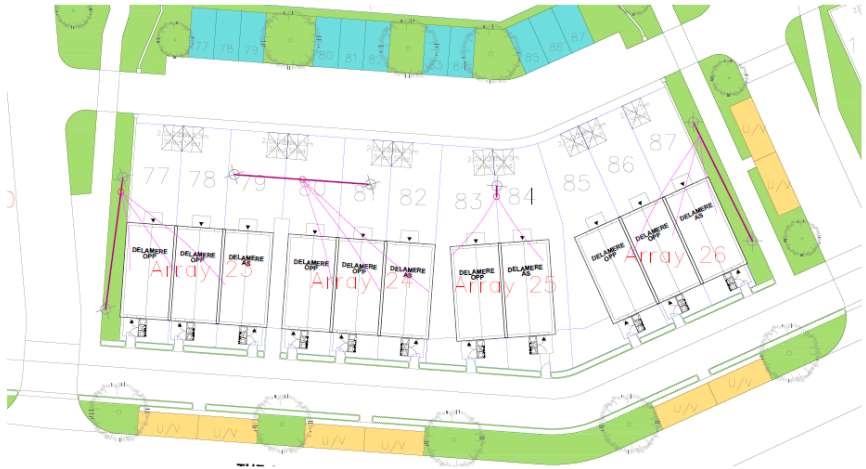 77
78
79
80
81
82
83
84
85
86
87
U/V
U/V
77
78
79
80
81
82
83
84
85
86
87
DELAMERE
OPP
DELAMERE
OPP
DELAMERE
AS
Array 23
DELAMERE
OPP
DELAMERE
OPP
DELAMERE
AS
Array 24
DELAMERE
OPP
DELAMERE
AS
Array 25
DELAMERE
OPP
DELAMERE
OPP
DELAMERE
AS
Array 26
U/V
U/V
U/V
U/V
U/V
U/V